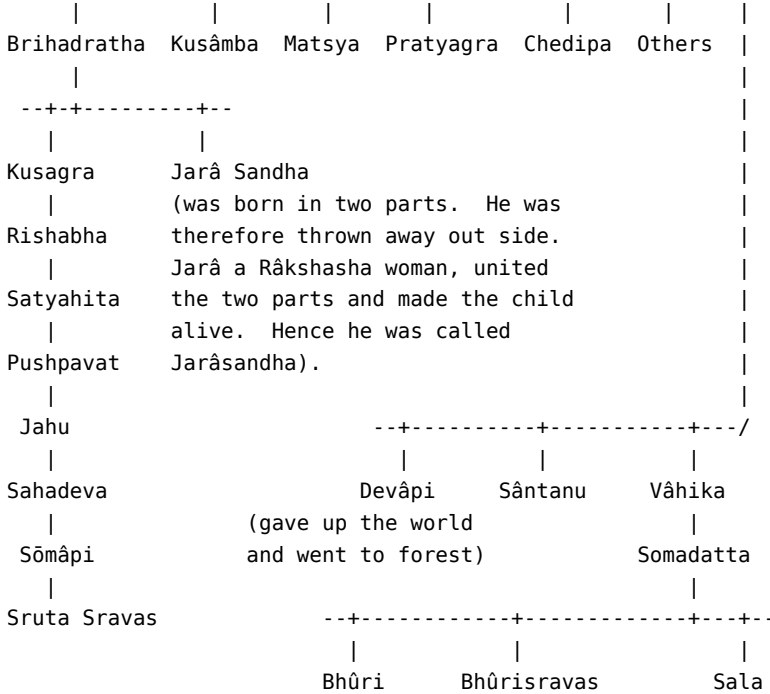 |          |         |       |          |       |     |
Brihadratha  Kusâmba  Matsya  Pratyagra  Chedipa  Others  |
     |                                                    |
 --+-+---------+--                                        |
   |           |                                          |
Kusagra      Jarâ Sandha                                  |
   |         (was born in two parts.  He was              |
Rishabha     therefore thrown away out side.              |
   |         Jarâ a Râkshasha woman, united               |
Satyahita    the two parts and made the child             |
   |         alive.  Hence he was called                  |
Pushpavat    Jarâsandha).                                 |
   |                                                      |
 Jahu                        --+----------+-----------+---/
   |                           |          |           |
Sahadeva                    Devâpi     Sântanu     Vâhika
   |               (gave up the world                 |
 Sōmâpi            and went to forest)            Somadatta
   |                                                  |
Sruta Sravas             --+------------+-------------+---+--
                           |            |                 |
                         Bhûri      Bhûrisravas         Sala